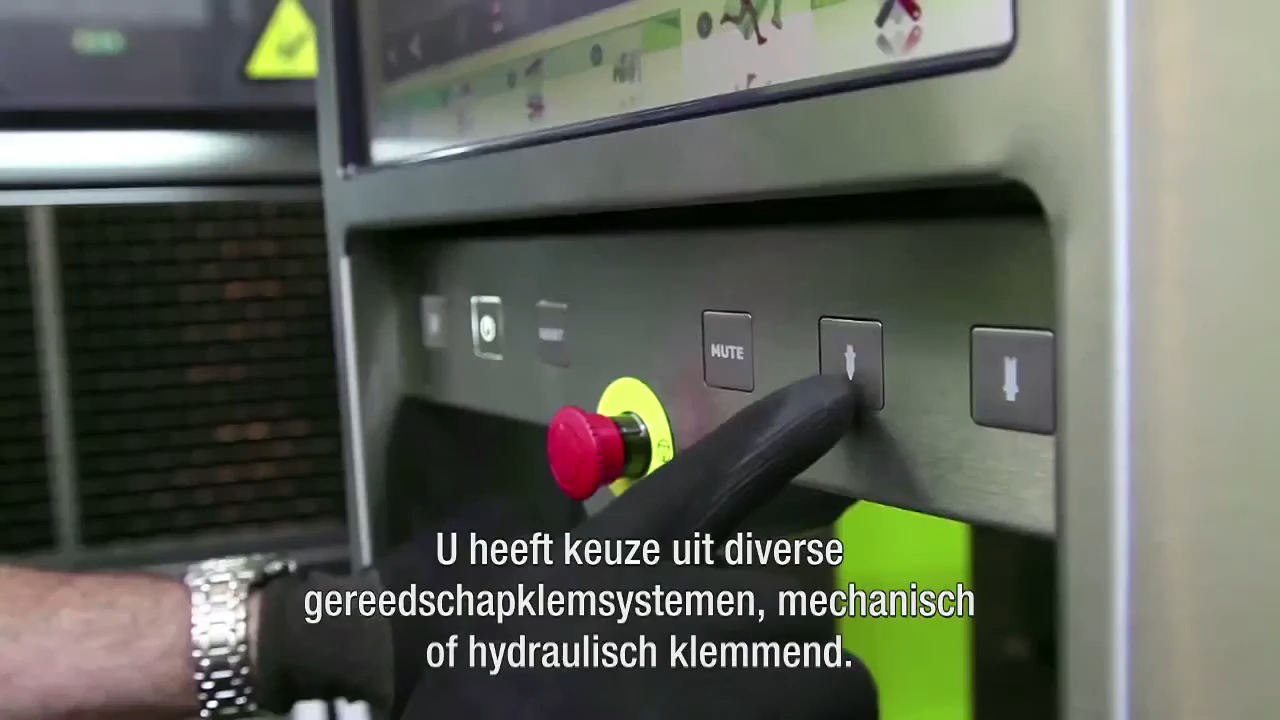 MUTE
U heeft keuze uit diverse
gereedschapklemsystemen, mechanisch
of hydraulisch klemmend.